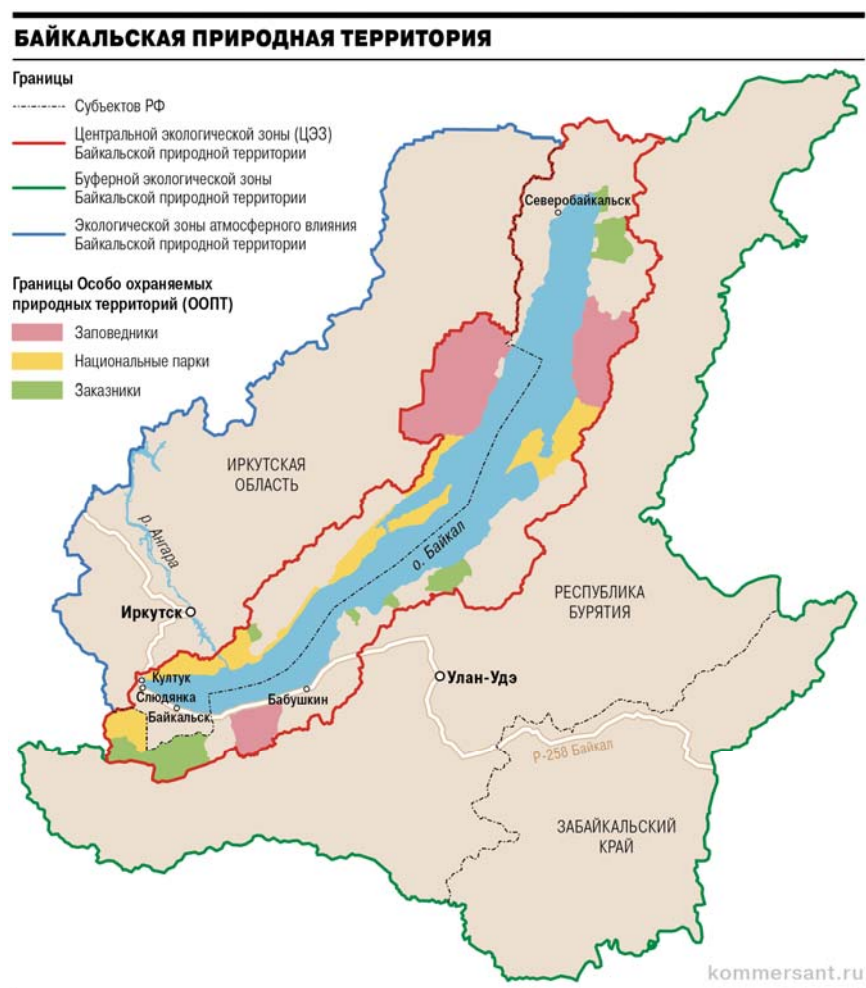 БАЙКАЛЬСКАЯ ПРИРОДНАЯ ТЕРРИТОРИЯ
Границы
Субъектов РФ
Центральной экологической зоны (ЦЭЗ)
Байкальской природной территории
Буферной экологической зоны
Байкальской природной территории
Экологической зоны атмосферного влияния
Байкальской природной территории
Границы Особо охраняемых
природных территорий (ООПТ)
Заповедники
Национальные парки
Заказники
Северобайкальск
ИРКУТСКАЯ
ОБЛАСТЬ
р. Ангара
о. Байкал
РЕСПУБЛИКА
БУРЯТИЯ
Иркутск
Култук
Слюдянка
Байкальск
Бабушкин
Улан-Удэ
Р-258 Байкал
ЗАБАЙКАЛЬСКИЙ
КРАЙ
kommersant.ru